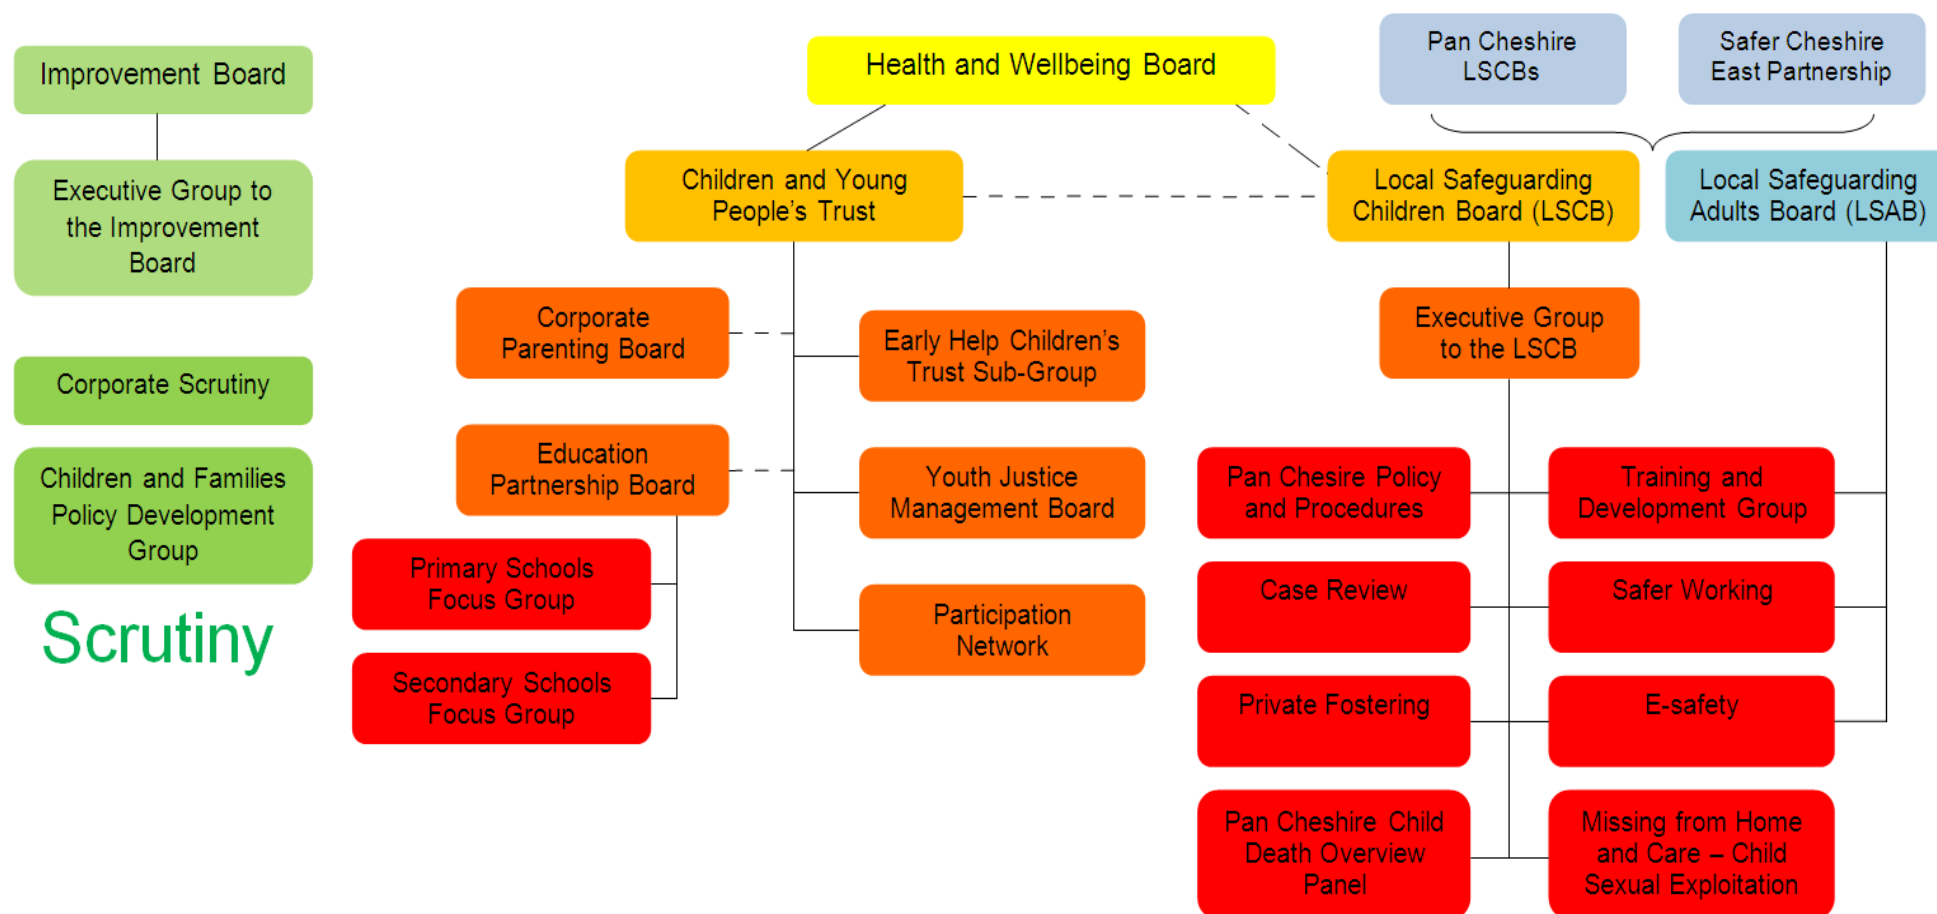 Improvement Board
Executive Group to
the Improvement
Board
Corporate Scrutiny
Children and Families
Policy Development
Group
Scrutiny
Health and Wellbeing Board
Pan Cheshire
LSCBs
Safer Cheshire
East Partnership
Children and Young
People's Trust
Local Safeguarding
Children Board (LSCB)
Local Safeguarding
Adults Board (LSAB)
Corporate
Parenting Board
Early Help Children's
Trust Sub-Group
Executive Group
to the LSCB
Education
Partnership Board
Youth Justice
Management Board
Primary Schools
Focus Group
Secondary Schools
Focus Group
Participation
Network
Pan Chesire Policy
and Procedures
Training and
Development Group
Case Review
Safer Working
Private Fostering
E-safety
Pan Cheshire Child
Death Overview
Panel
Missing from Home
and Care – Child
Sexual Exploitation